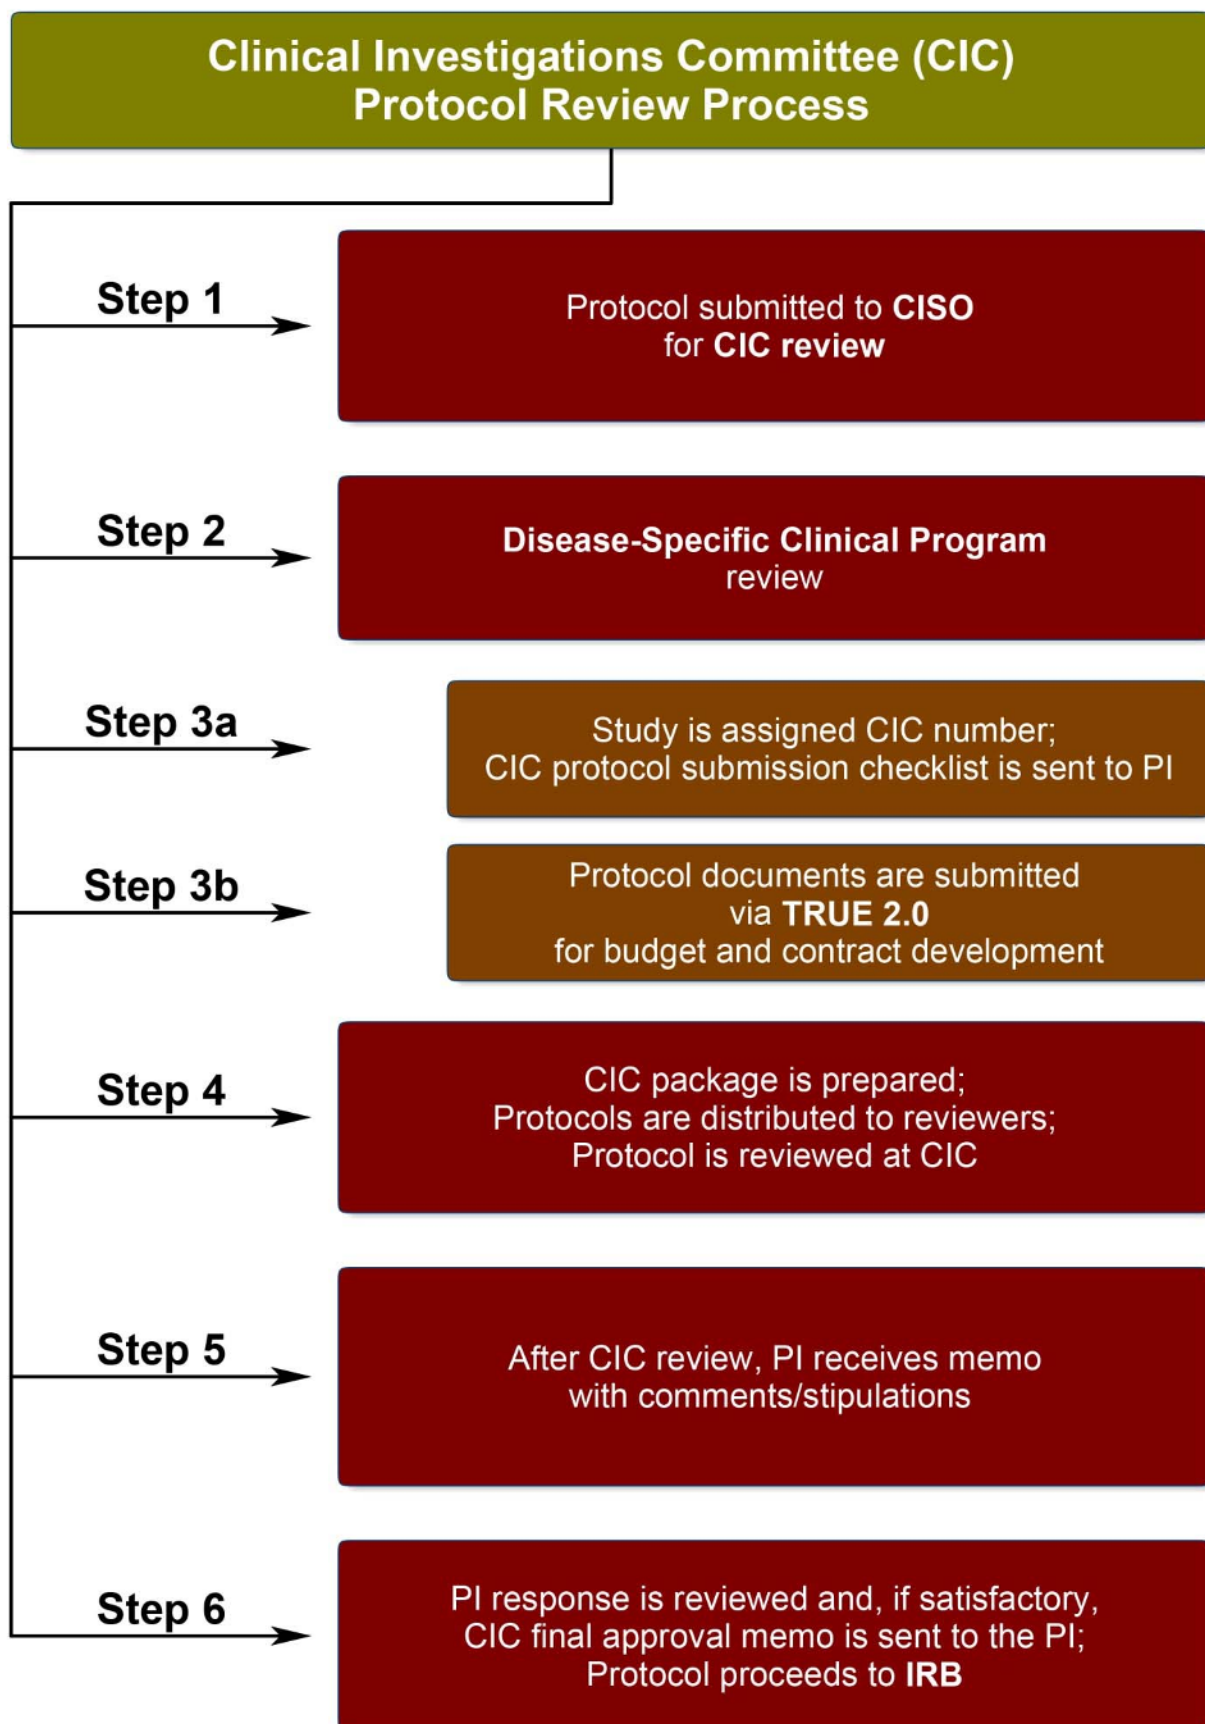 Clinical Investigations Committee (CIC)
Protocol Review Process
Step 1
Protocol submitted to CISO
for CIC review
Step 2
Disease-Specific Clinical Program
review
Step 3a
Study is assigned CIC number;
CIC protocol submission checklist is sent to PI
Step 3b
Protocol documents are submitted
via TRUE 2.0
for budget and contract development
Step 4
CIC package is prepared;
Protocols are distributed to reviewers;
Protocol is reviewed at CIC
Step 5
After CIC review, PI receives memo
with comments/stipulations
Step 6
PI response is reviewed and, if satisfactory,
CIC final approval memo is sent to the PI;
Protocol proceeds to IRB